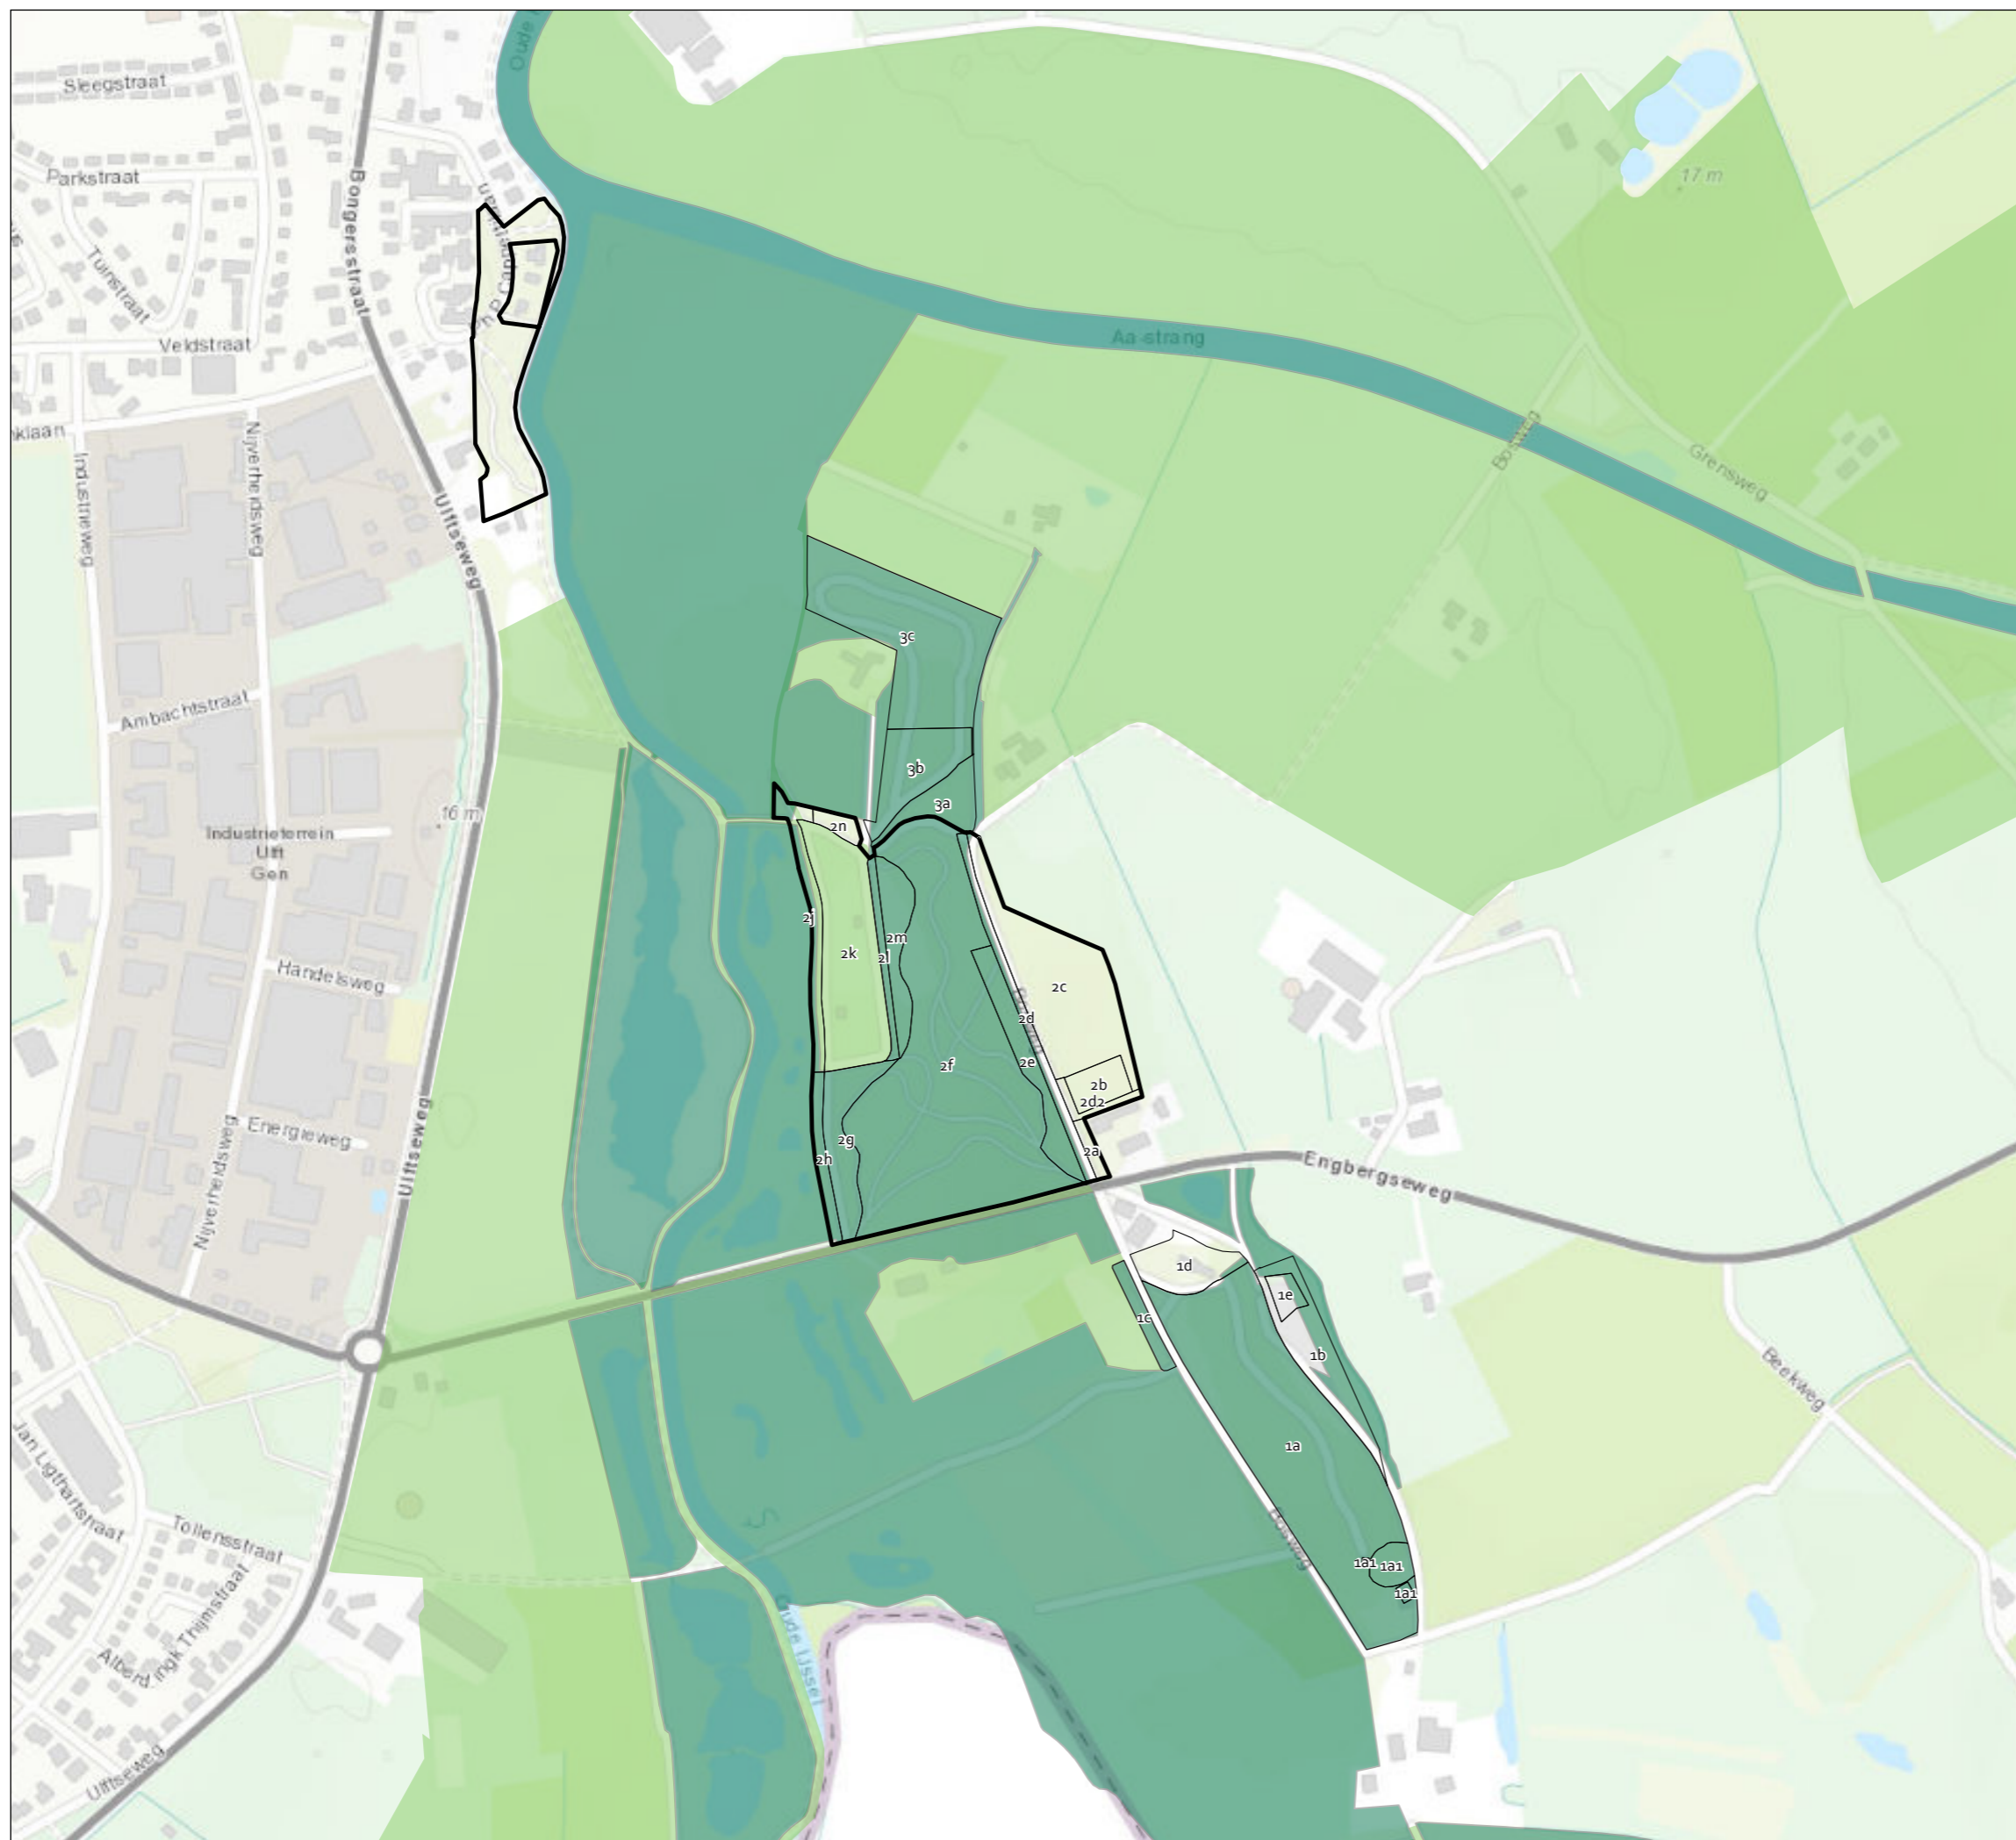 Oude
Sleegstraat
Parkstraat
Bongersstraat
Tuinstraat
Veldstraat
17 m
Aa-strang
Bosweg
Grensweg
Nijverheidsweg
Industrieweg
Ulftseweg
3c
Ambachtstraat
3b
3a
16 m
Industrieterrein
Ulft
Gen
2n
2j
2m
2k
2l
Handelsweg
2c
2d
2e
2f
2b
2d2
Energieweg
2g
2h
2a
Ulftseweg
Nijverheidsweg
Engbergseweg
1d
1e
1c
1b
Beekweg
1a
Jan Ligthartstraat
Tollensstraat
Bosweg
1a1
1a1
1a1
Alberd.ingk Thijmstraat
Oude IJssel
Ulftseweg